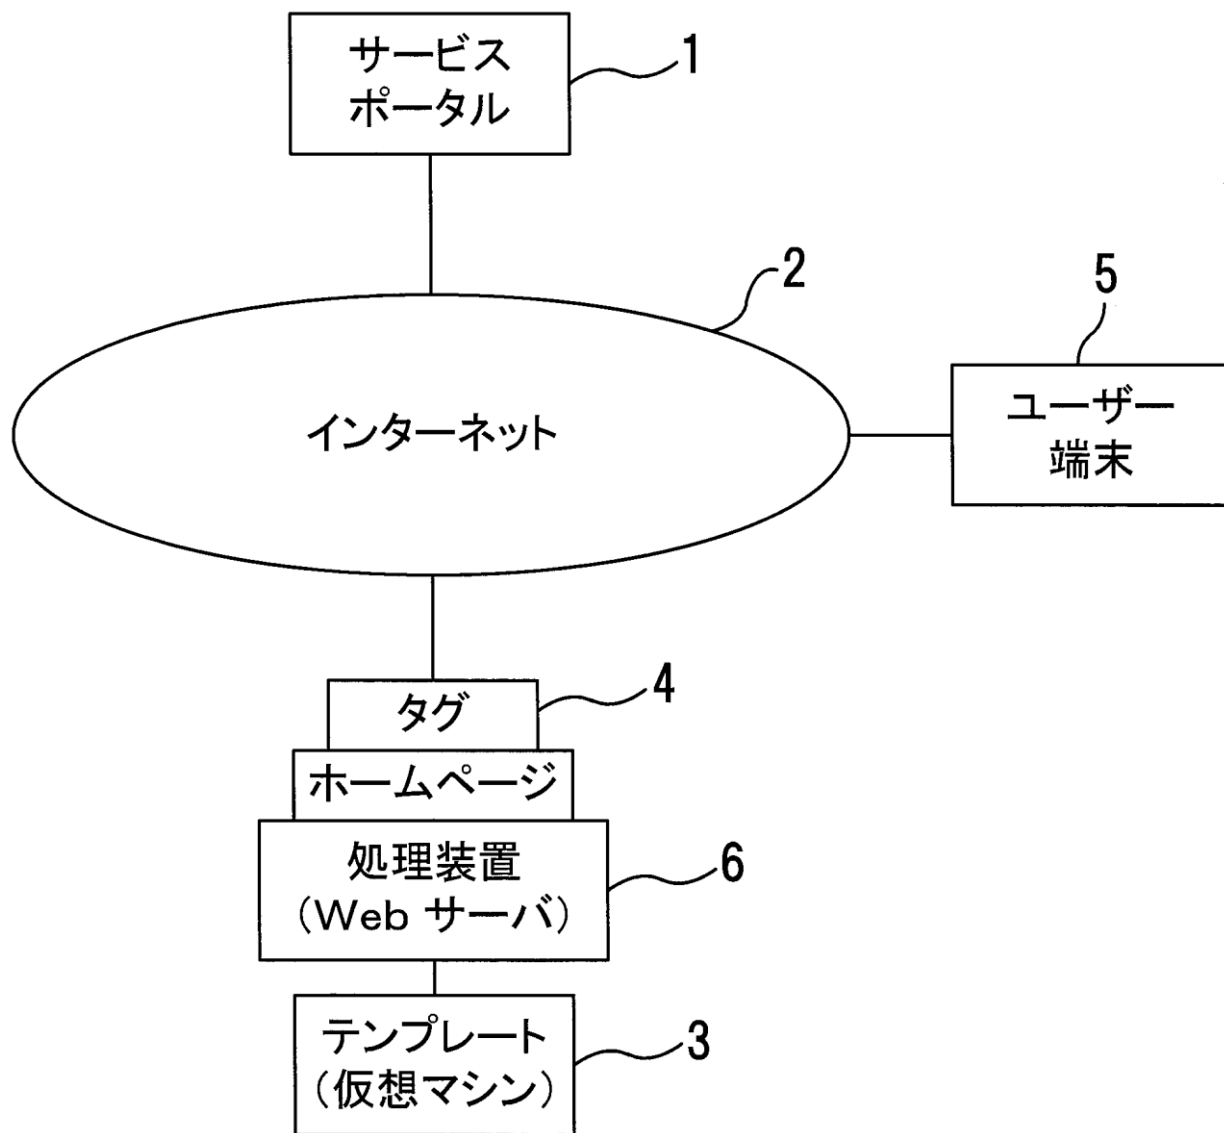 サービス
ポータル
1
2
5
インターネット
ユーザー
端末
4
タグ
ホームページ
処理装置
(Web サーバ)
6
テンプレート
(仮想マシン)
3